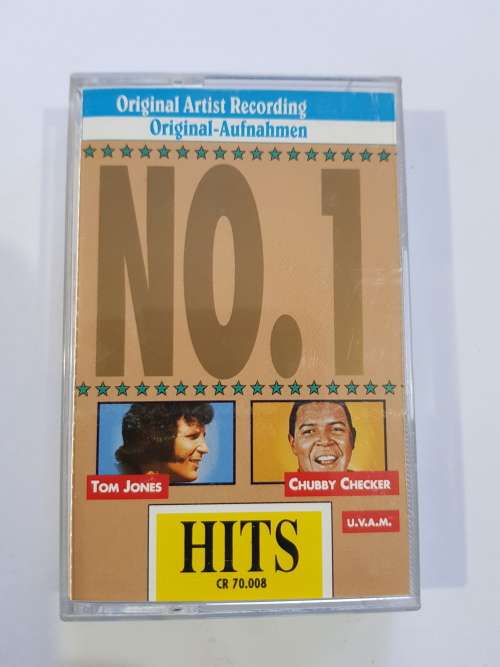 Original Artist Recording
Original-Aufnahmen
NO.1
TOM JONES
CHUBBY CHECKER
U.V.A.M.
HITS
CR 70.008